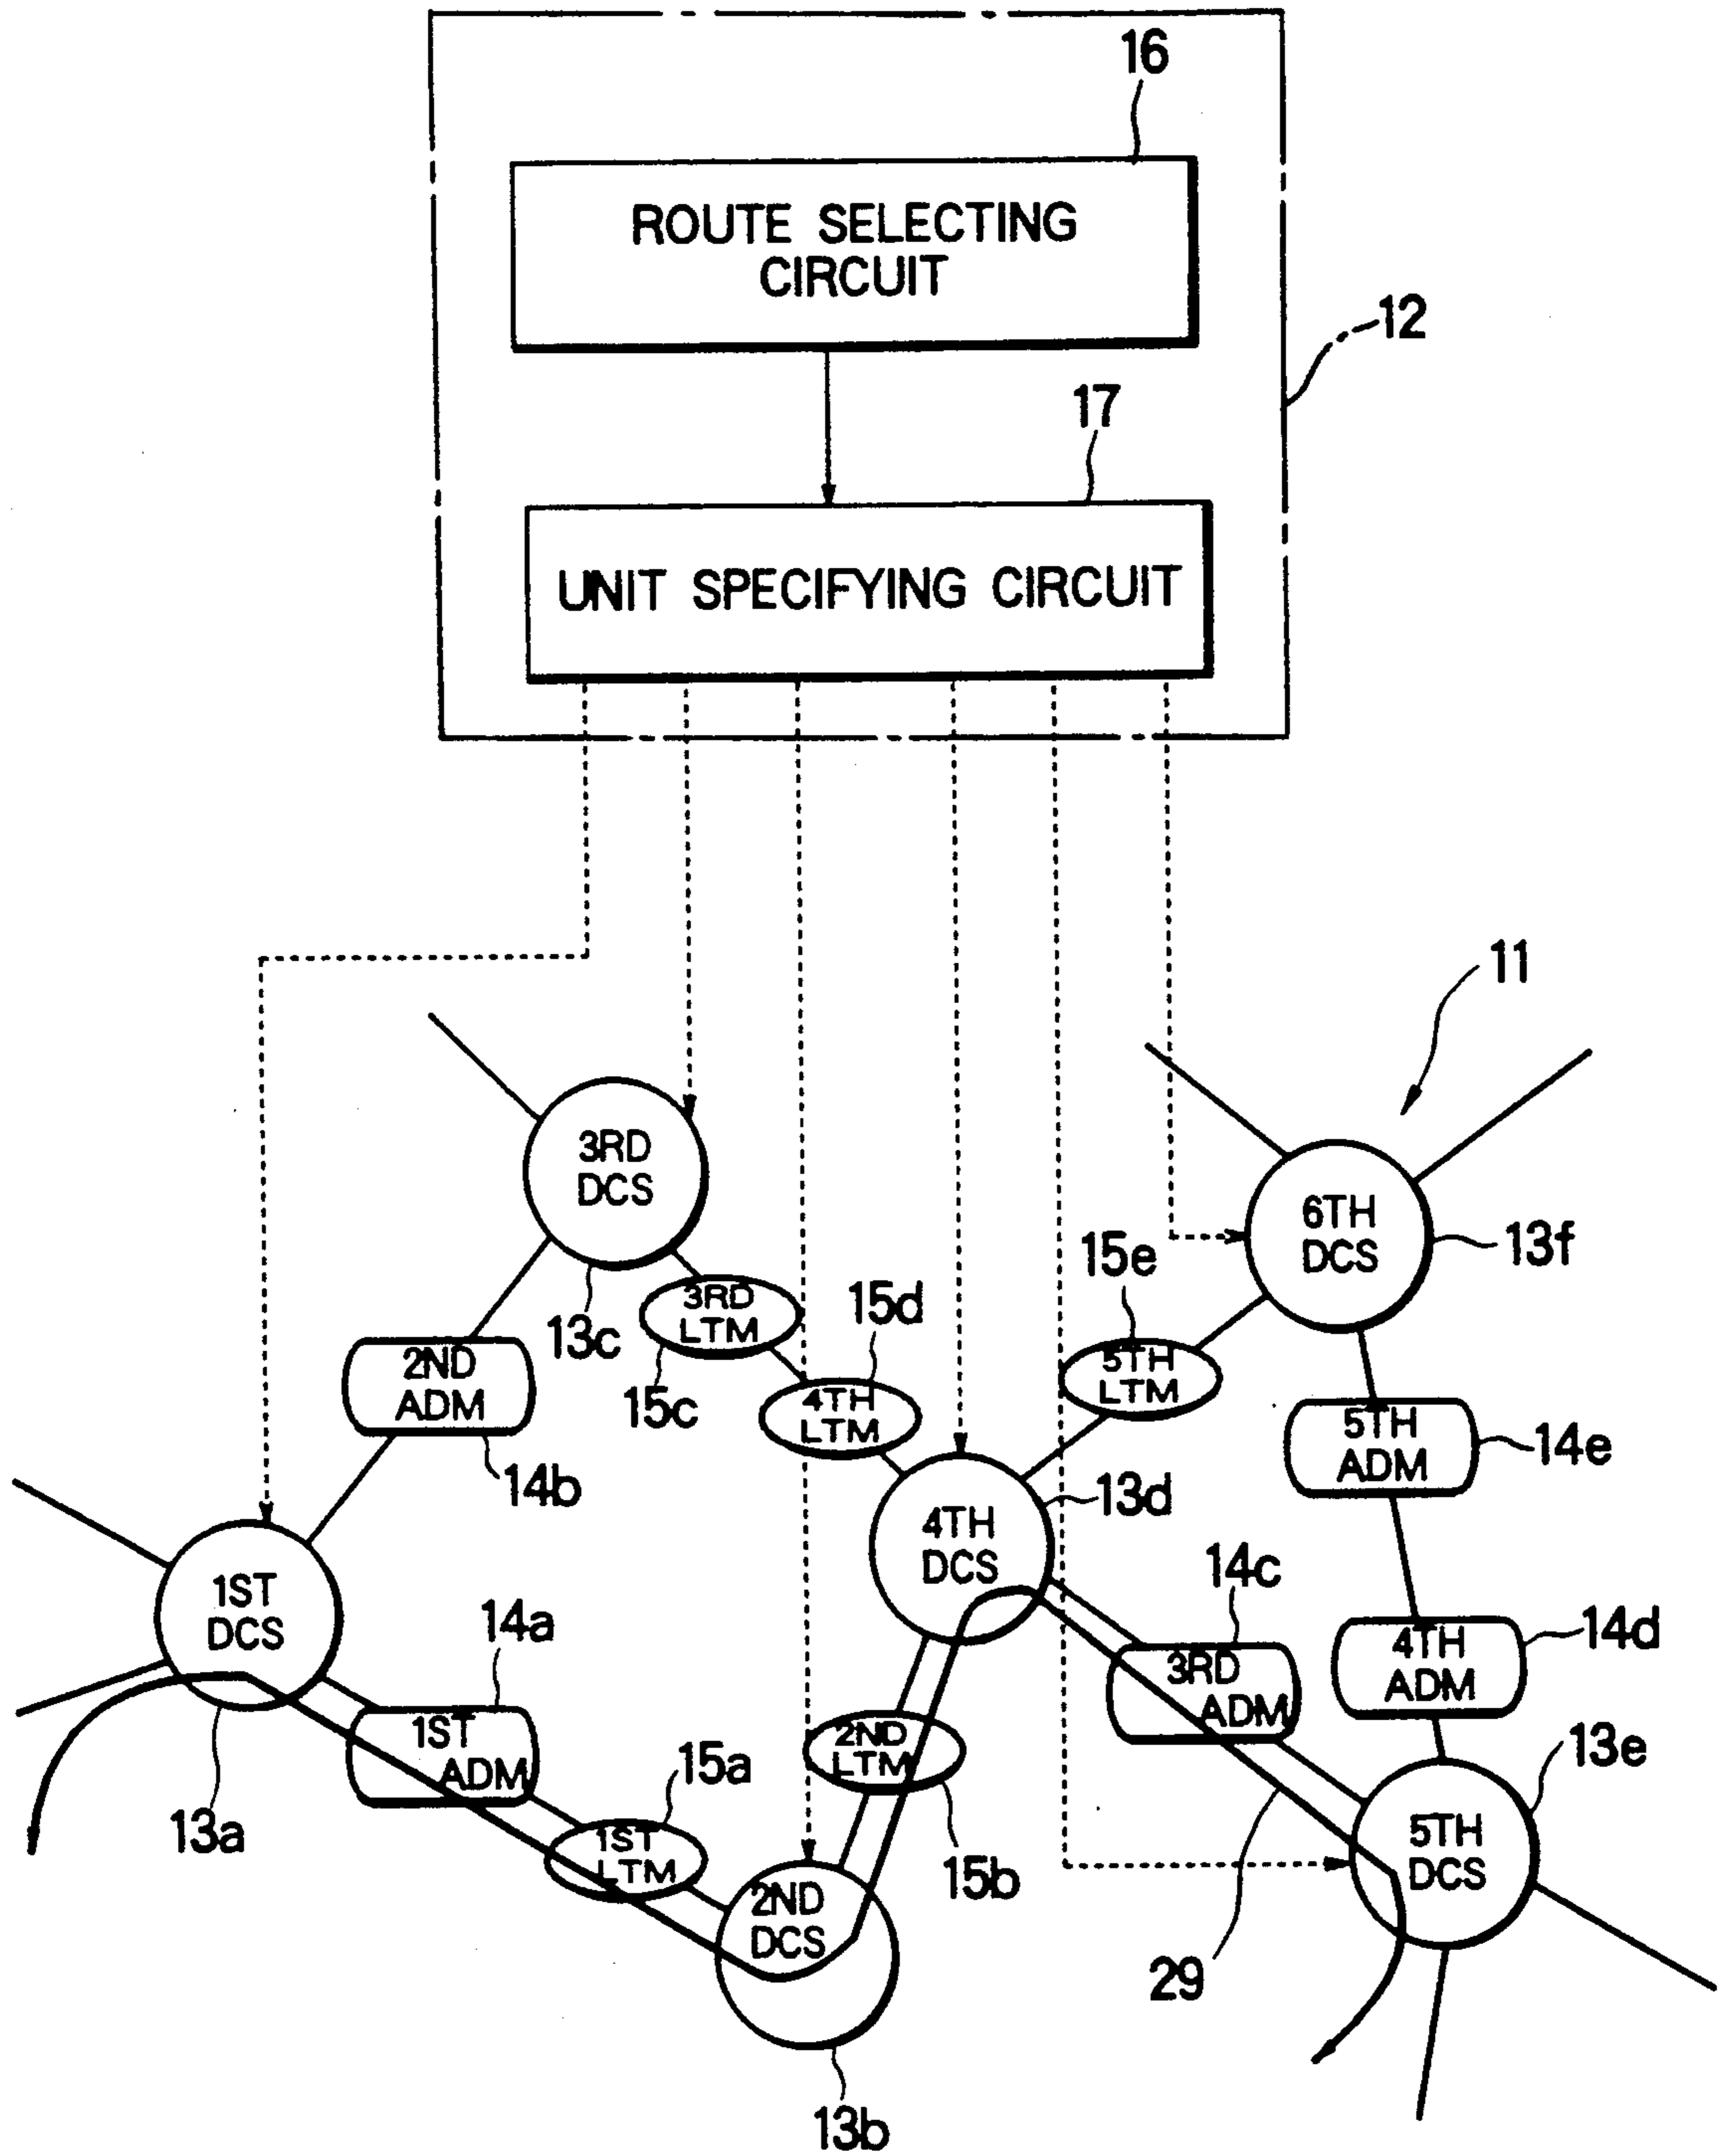 16
ROUTE SELECTING
CIRCUIT
12
17
UNIT SPECIFYING CIRCUIT
11
3RD
DCS
6TH
DCS
13f
15e
15d
3RD
LTM
13c
5TH
LTM
2ND
ADM
15c
4TH
LTM
5TH
ADM
14e
14b
13d
4TH
DCS
14c
1ST
DCS
14a
4TH
ADM
14d
3RD
ADM
1ST
ADM
15a
2ND
LTM
13e
13a
1ST
LTM
5TH
DCS
15b
2ND
DCS
29
13b